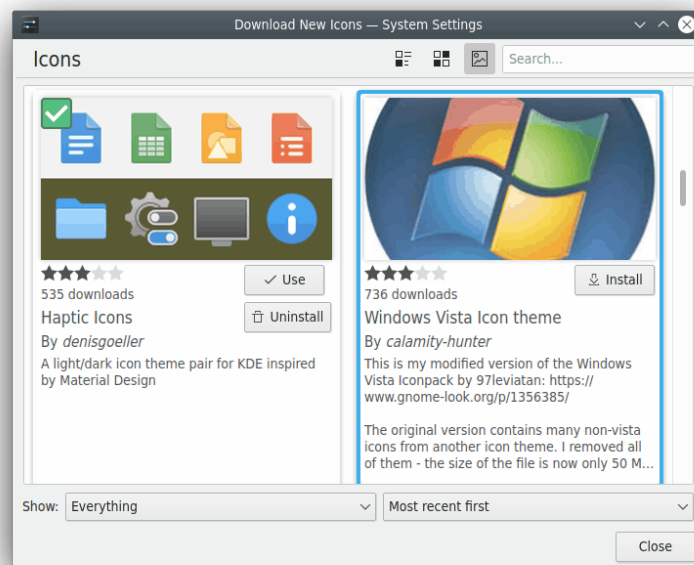 Download New Icons — System Settings
Icons
Search...
535 downloads
Use
Haptic Icons
Uninstall
By denisgoeller
A light/dark icon theme pair for KDE inspired
by Material Design
736 downloads
Install
Windows Vista Icon theme
By calamity-hunter
This is my modified version of the Windows
Vista Iconpack by 97leviatan: https://
www.gnome-look.org/p/1356385/
The original version contains many non-vista
icons from another icon theme. I removed all
of them - the size of the file is now only 50 M...
Show:
Everything
Most recent first
Close